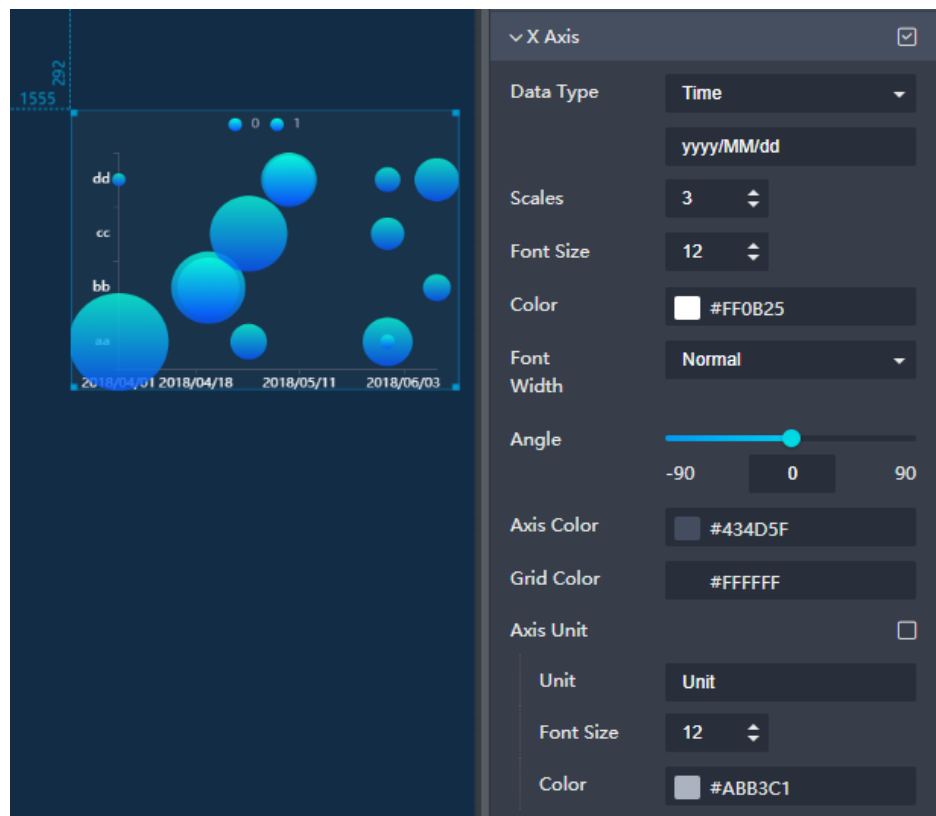 292
1555
0 1
dd
cc
bb
aa
2018/04/01 2018/04/18 2018/05/11 2018/06/03
X Axis
Data Type Time
yyyy/MM/dd
Scales 3
Font Size 12
Color #FF0B25
Font Width Normal
Angle
-90 0 90
Axis Color #434D5F
Grid Color #FFFFFF
Axis Unit
Unit Unit
Font Size 12
Color #ABB3C1